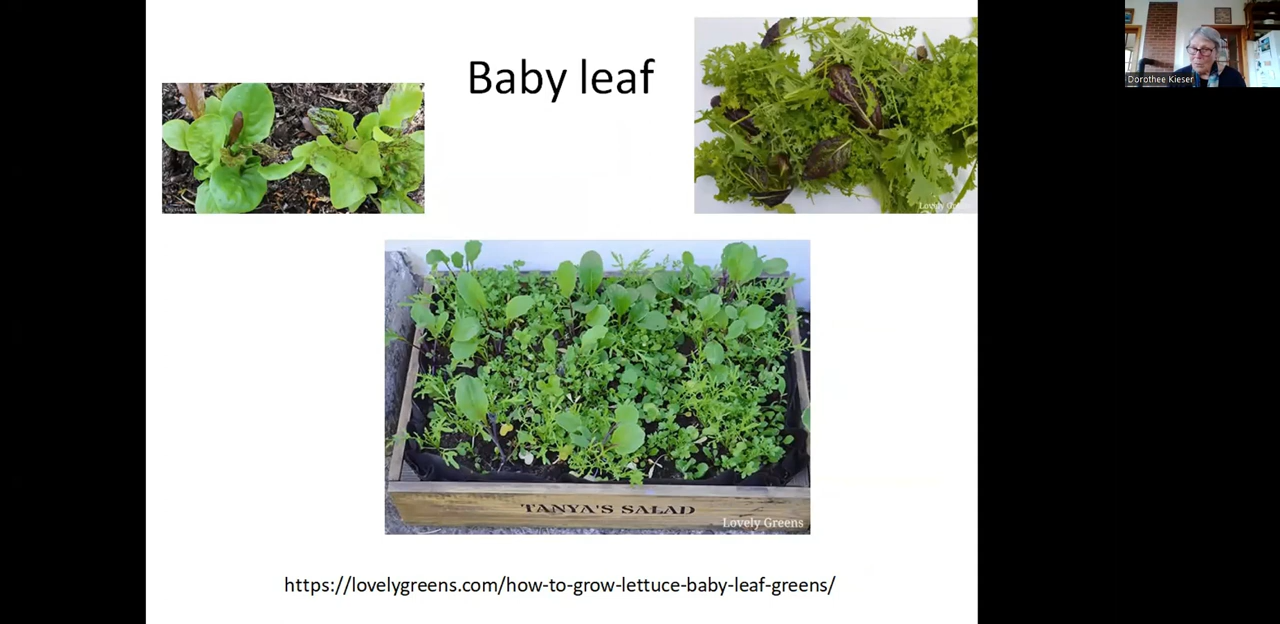 Baby leaf
Dorothee Kieser
TANYA'S SALAD
Lovely Greens
https://lovelygreens.com/how-to-grow-lettuce-baby-leaf-greens/